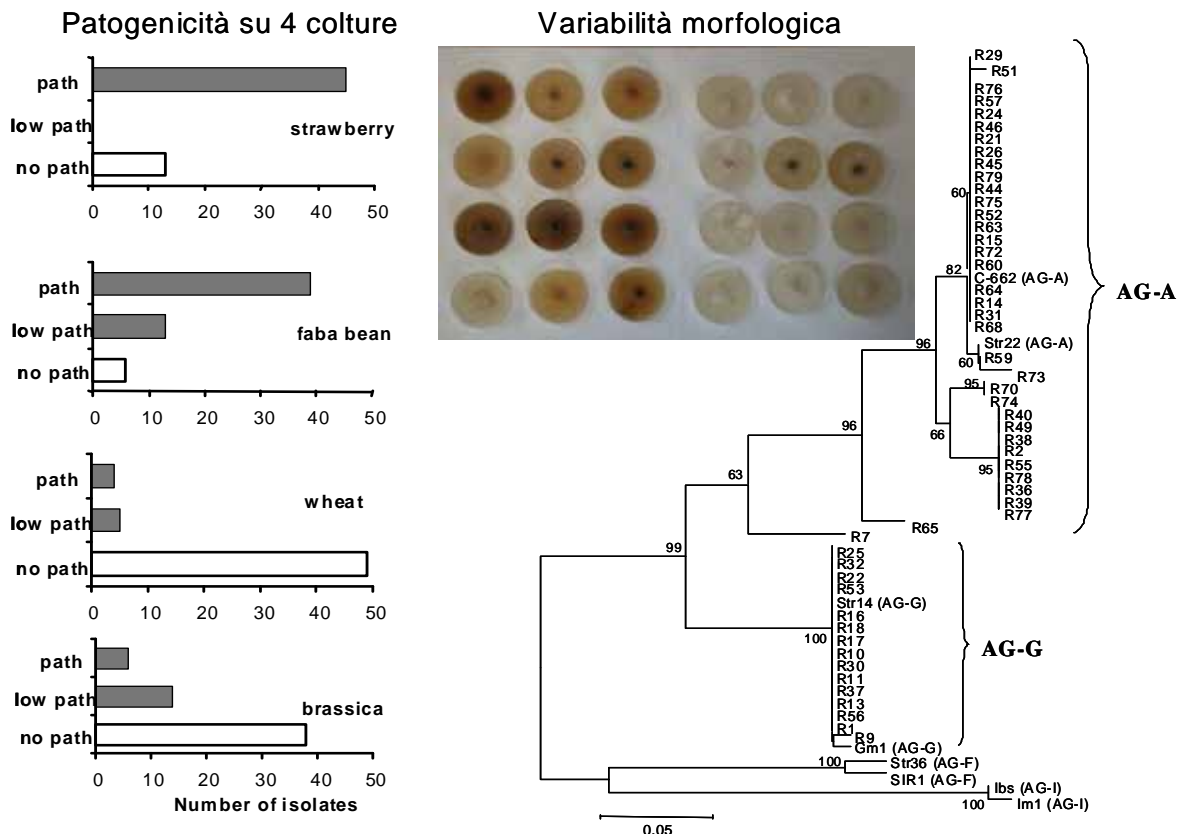 Patogenicità su 4 colture
path
low path
no path
strawberry
0 10 20 30 40 50
path
low path
no path
faba bean
0 10 20 30 40 50
path
low path
no path
wheat
0 10 20 30 40 50
path
low path
no path
brassica
0 10 20 30 40 50
Number of isolates
Variabilità morfologica
R29
R51
R76
R57
R24
R46
R21
R26
R45
R79
R44
R75
R52
R63
R15
R72
R60
C-662 (AG-A)
R64
R14
R31
R68
Str22 (AG-A)
R59
R73
R70
R74
R40
R49
R38
R2
R55
R78
R36
R39
R77
R65
R7
R25
R32
R22
R53
Str14 (AG-G)
R16
R18
R17
R10
R30
R11
R37
R13
R56
R1
R9
Gm1 (AG-G)
Str36 (AG-F)
SIR1 (AG-F)
Ibs (AG-I)
Im1 (AG-I)
60
82
60
96
95
66
95
96
63
99
100
100
100
AG-A
AG-G
0.05